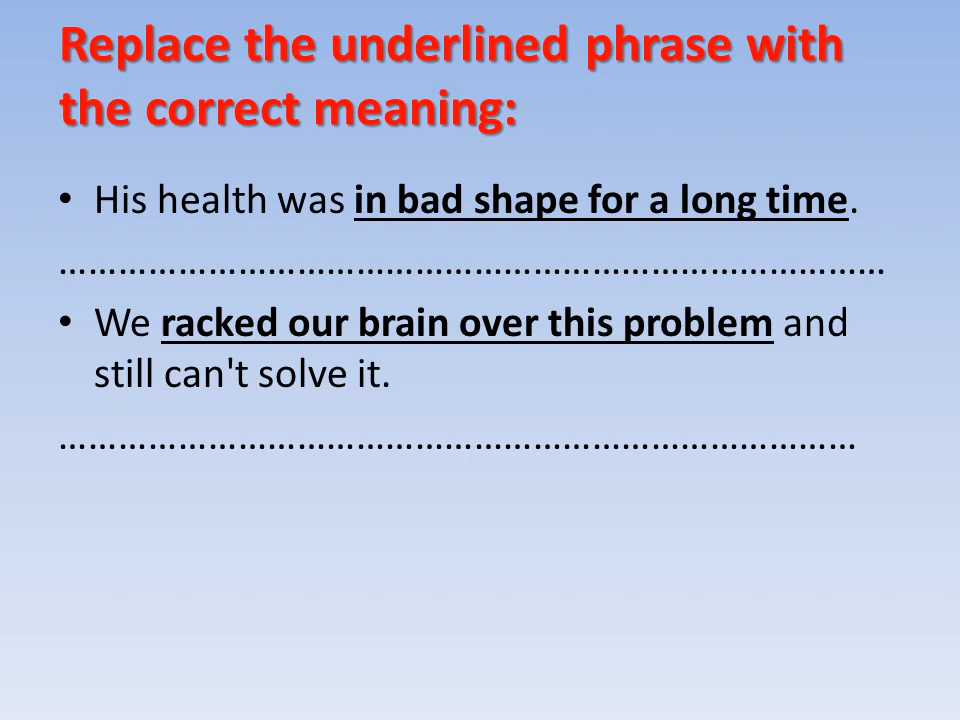 Replace the underlined phrase with
the correct meaning:
• His health was in bad shape for a long time.
……………………………………………………………………………
• We racked our brain over this problem and
still can't solve it.
…………………………………………………………………………